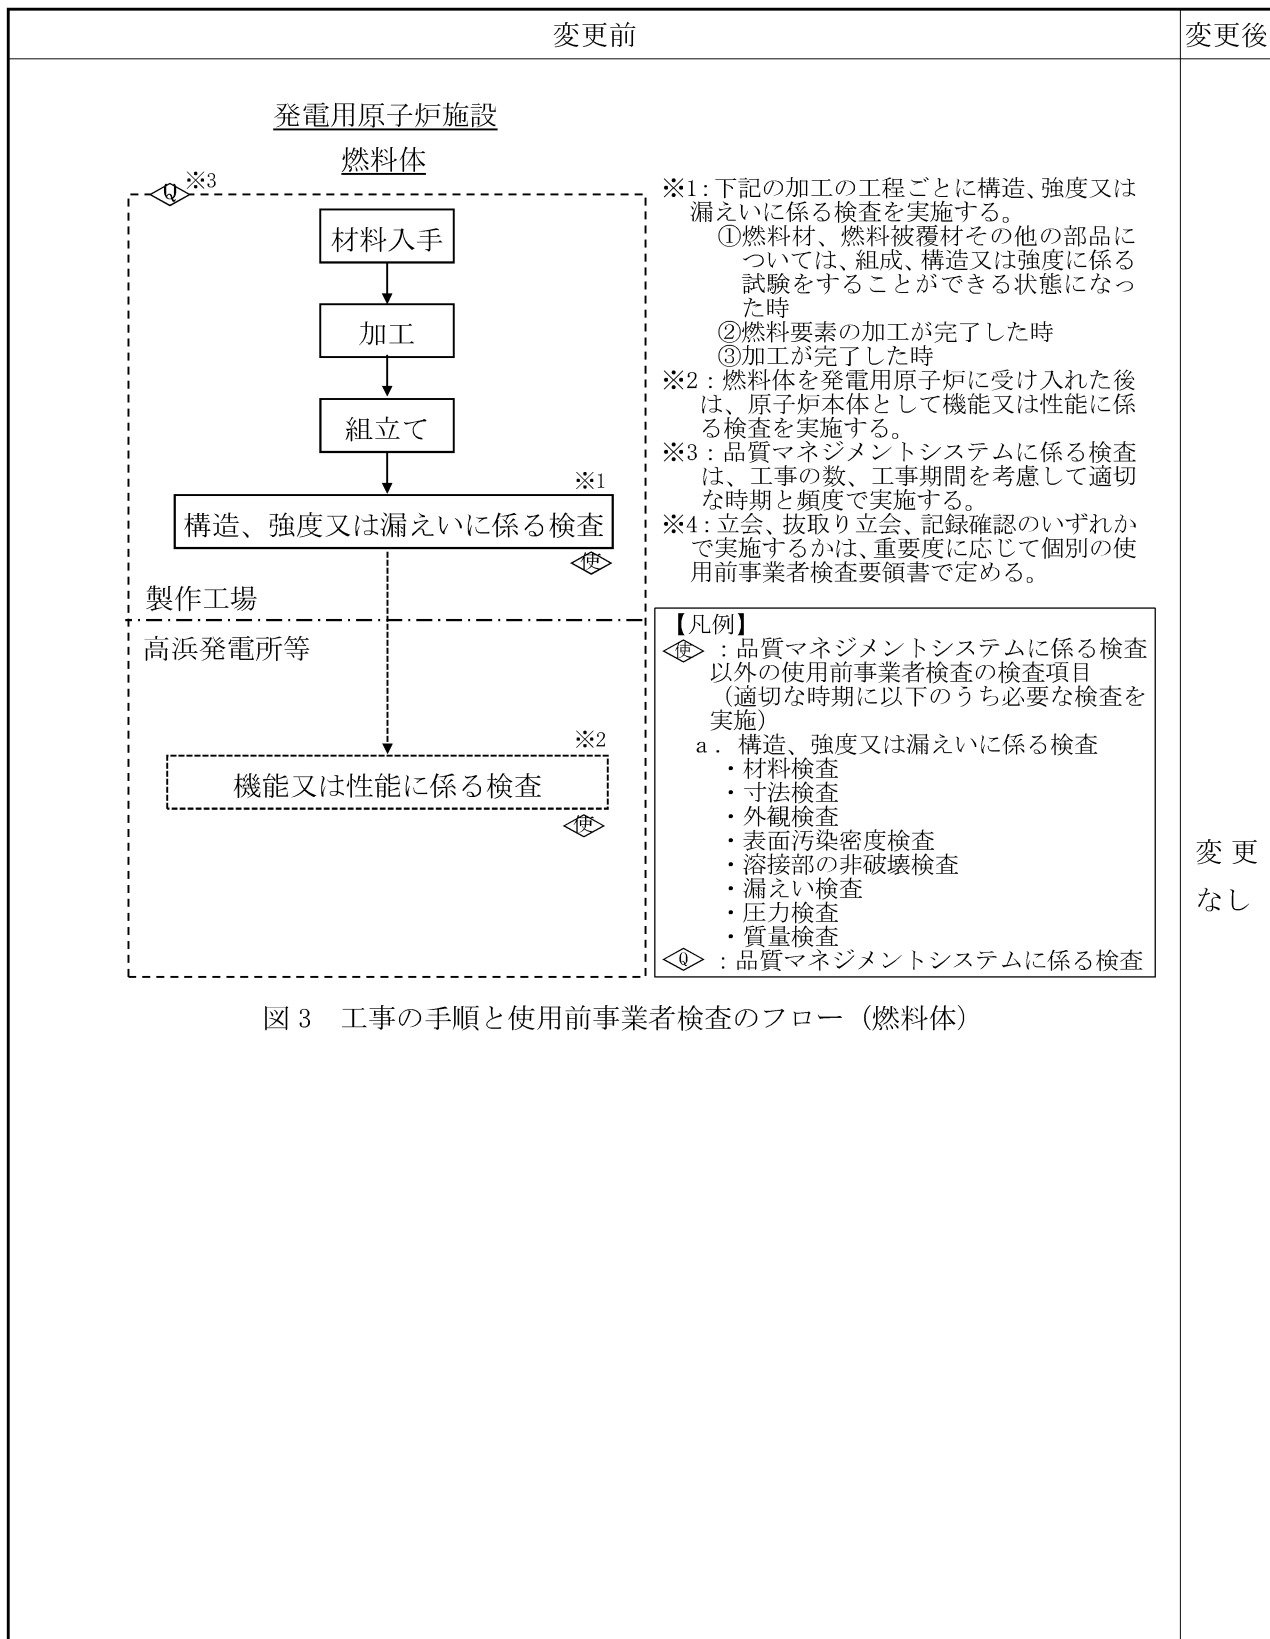 変更前
変更後
発電用原子炉施設
燃料体
Q
※3
材料入手
加工
組立て
※1
構造、強度又は漏えいに係る検査
使
製作工場
高浜発電所等
※2
機能又は性能に係る検査
使
※1：下記の加工の工程ごとに構造、強度又は
漏えいに係る検査を実施する。
①燃料材、燃料被覆材その他の部品に
ついては、組成、構造又は強度に係る
試験をすることができる状態になっ
た時
②燃料要素の加工が完了した時
③加工が完了した時
※2：燃料体を発電用原子炉に受け入れた後
は、原子炉本体として機能又は性能に係
る検査を実施する。
※3：品質マネジメントシステムに係る検査
は、工事の数、工事期間を考慮して適切
な時期と頻度で実施する。
※4：立会、抜取り立会、記録確認のいずれか
で実施するかは、重要度に応じて個別の使
用前事業者検査要領書で定める。
【凡例】
使：品質マネジメントシステムに係る検査
以外の使用前事業者検査の検査項目
（適切な時期に以下のうち必要な検査を
実施）
a．構造、強度又は漏えいに係る検査
・材料検査
・寸法検査
・外観検査
・表面汚染密度検査
・溶接部の非破壊検査
・漏えい検査
・圧力検査
・質量検査
Q：品質マネジメントシステムに係る検査
図3　工事の手順と使用前事業者検査のフロー（燃料体）
変更
なし